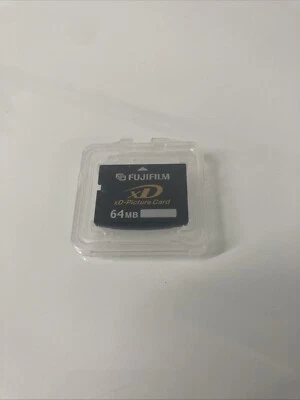 FUJIFILM
xD
xD-Picture Card
64MB